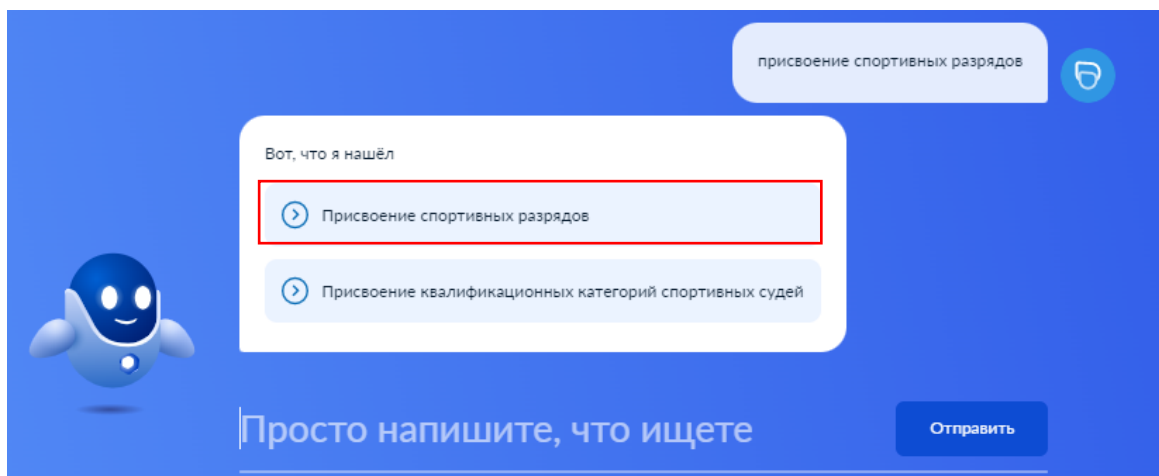 присвоение спортивных разрядов
Вот, что я нашёл
Присвоение спортивных разрядов
Присвоение квалификационных категорий спортивных судей
Просто напишите, что ищете
Отправить